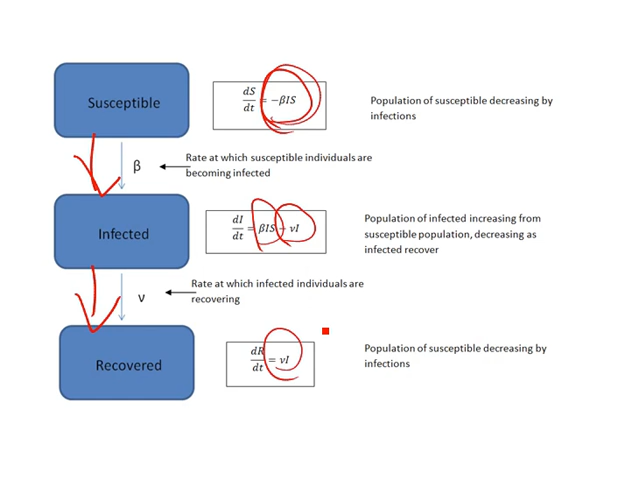 Susceptible
dS/dt = −βIS
Population of susceptible decreasing by
infections
β
Rate at which susceptible individuals are
becoming infected
Infected
dI/dt = βIS − νI
Population of infected increasing from
susceptible population, decreasing as
infected recover
ν
Rate at which infected individuals are
recovering
Recovered
dR/dt = νI
Population of susceptible decreasing by
infections